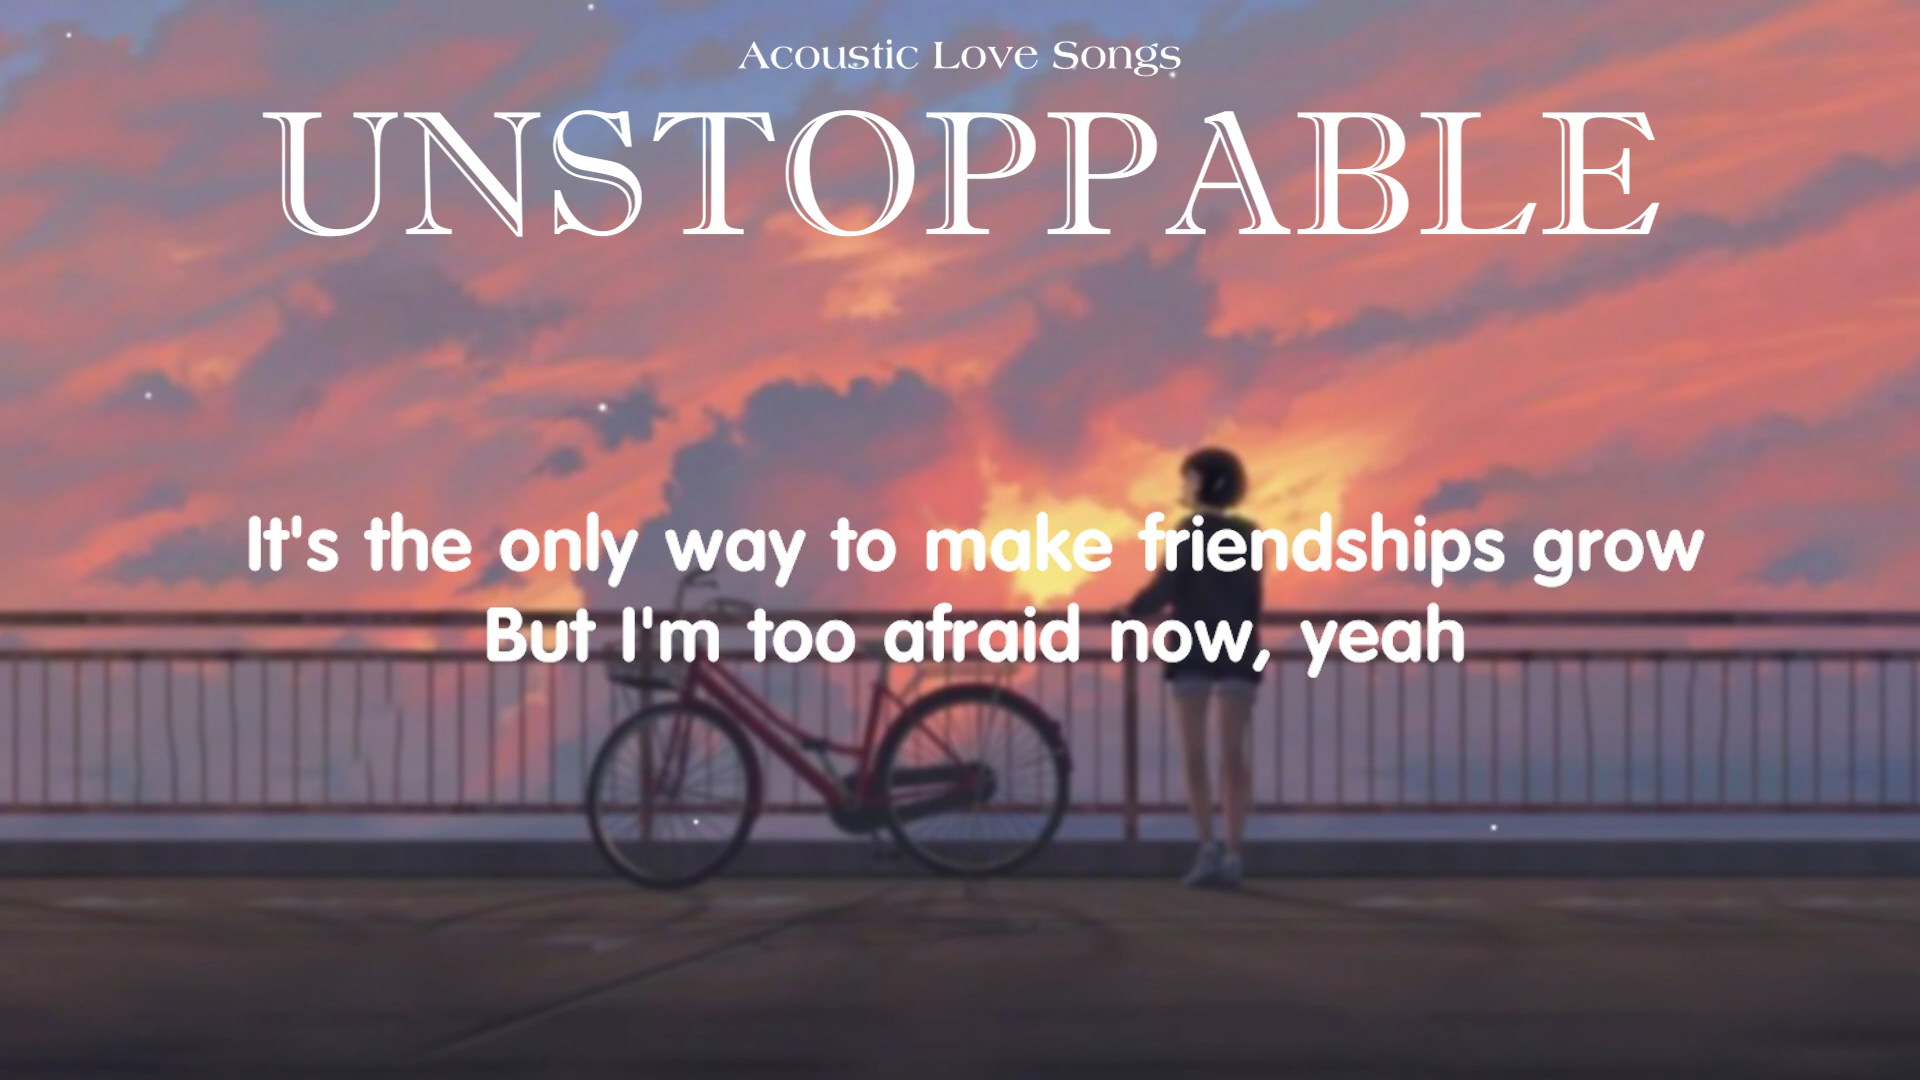 Acoustic Love Songs
UNSTOPPABLE
It's the only way to make friendships grow
But I'm too afraid now, yeah